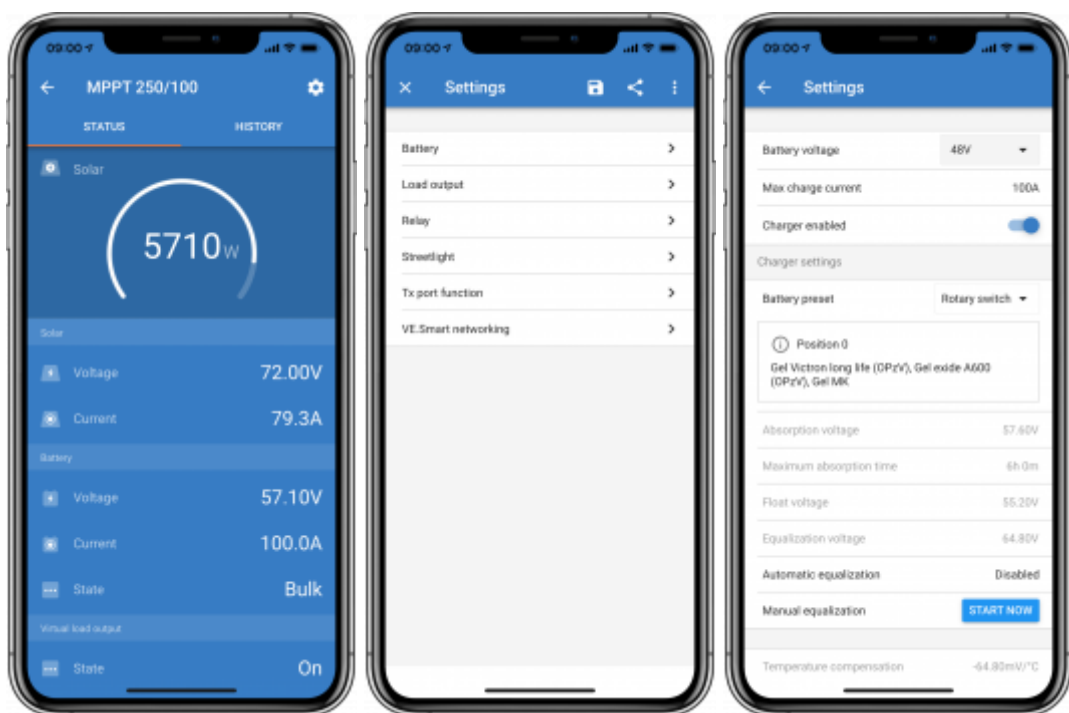 09:00
MPPT 250/100
STATUS HISTORY
Solar
5710W
Solar
Voltage 72.00V
Current 79.3A
Battery
Voltage 57.10V
Current 100.0A
State Bulk
Virtual load output
State On
09:00
Settings
Battery
Load output
Relay
Streetlight
Tx port function
VE.Smart networking
09:00
Settings
Battery voltage 48V
Max charge current 100A
Charger enabled
Charger settings
Battery preset Rotary switch
Position 0
Gel Victron long life (OPzV), Gel exide A600
(OPzV), Gel MK
Absorption voltage 57.60V
Maximum absorption time 6h 0m
Float voltage 55.20V
Equalization voltage 64.80V
Automatic equalization Disabled
Manual equalization START NOW
Temperature compensation -64.80mV/°C